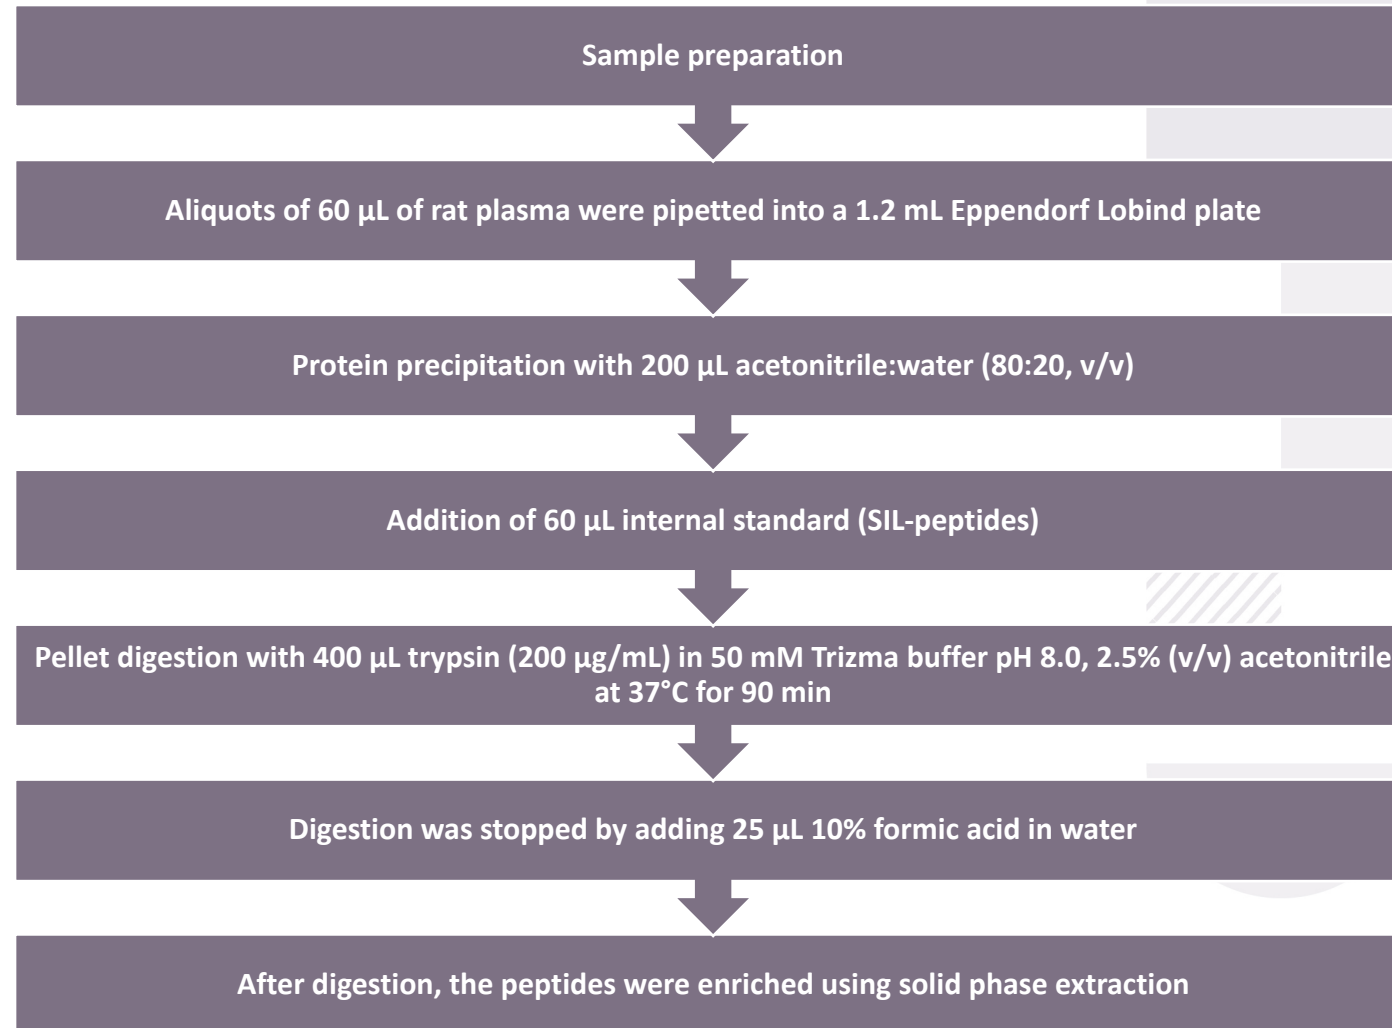 Sample preparation
Aliquots of 60 µL of rat plasma were pipetted into a 1.2 mL Eppendorf Lobind plate
Protein precipitation with 200 µL acetonitrile:water (80:20, v/v)
Addition of 60 µL internal standard (SIL-peptides)
Pellet digestion with 400 µL trypsin (200 µg/mL) in 50 mM Trizma buffer pH 8.0, 2.5% (v/v) acetonitrile
at 37°C for 90 min
Digestion was stopped by adding 25 µL 10% formic acid in water
After digestion, the peptides were enriched using solid phase extraction